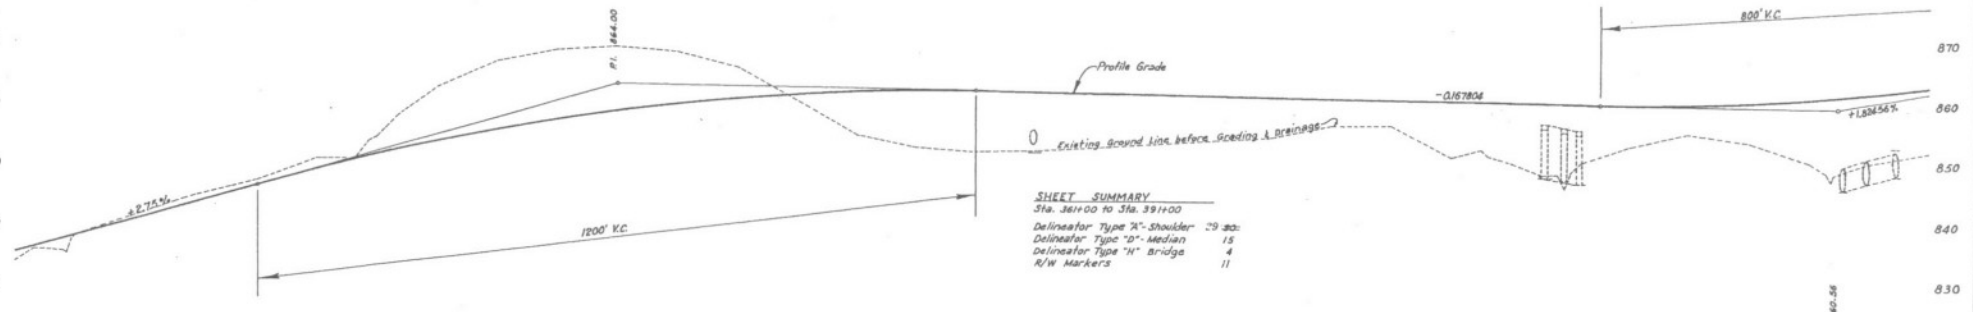 800' V.C.
P.I. 864.00
870
Profile Grade
-0.167804
860
+1.82456%
Existing Ground Line before Grading & Drainage
850
+2.75%
SHEET SUMMARY
Sta. 361+00 to Sta. 391+00
Delineator Type "A"-Shoulder 29
1200' V.C.
Delineator Type "D"-Median 15
840
Delineator Type "H" Bridge 4
R/W Markers 11
830
60.56